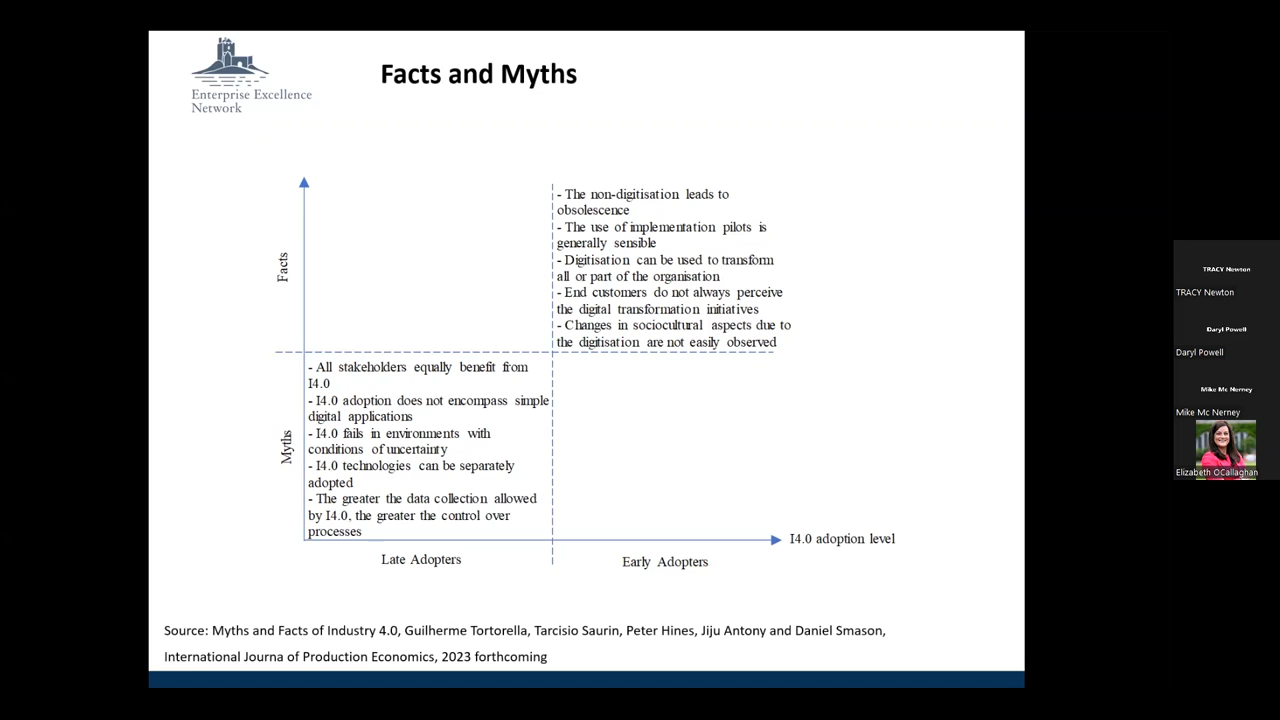 Enterprise Excellence
Network
Facts and Myths
Facts
- The non-digitisation leads to
obsolescence
- The use of implementation pilots is
generally sensible
- Digitisation can be used to transform
all or part of the organisation
- End customers do not always perceive
the digital transformation initiatives
- Changes in sociocultural aspects due to
the digitisation are not easily observed
Myths
- All stakeholders equally benefit from
I4.0
- I4.0 adoption does not encompass simple
digital applications
- I4.0 fails in environments with
conditions of uncertainty
- I4.0 technologies can be separately
adopted
- The greater the data collection allowed
by I4.0, the greater the control over
processes
I4.0 adoption level
Late Adopters
Early Adopters
Source: Myths and Facts of Industry 4.0, Guilherme Tortorella, Tarcisio Saurin, Peter Hines, Jiju Antony and Daniel Smason,
International Journa of Production Economics, 2023 forthcoming
TRACY Newton
TRACY Newton
Daryl Powell
Daryl Powell
Mike Mc Nerney
Mike Mc Nerney
Elizabeth OCallaghan